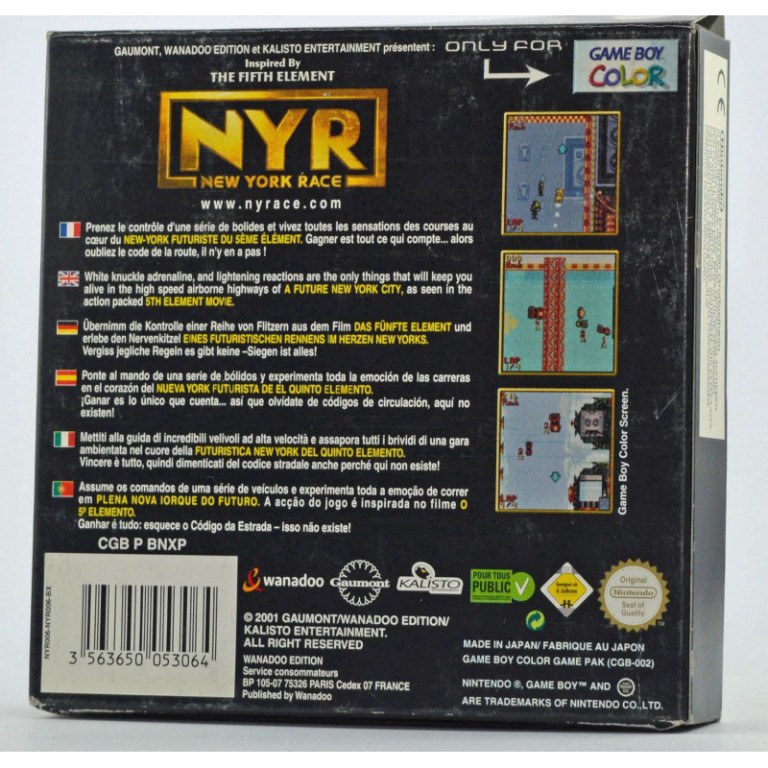 GAUMONT, WANADOO EDITION et KALISTO ENTERTAINMENT présentent :
Inspired By
THE FIFTH ELEMENT
ONLY FOR
GAME BOY
COLOR
NYR
NEW YORK RACE
www.nyrace.com
Prenez le contrôle d'une série de bolides et vivez toutes les sensations des courses au
cœur du NEW-YORK FUTURISTE DU 5ÈME ÉLÉMENT. Gagner est tout ce qui compte... alors
oubliez le code de la route, il n'y en a pas !
White knuckle adrenaline, and lightening reactions are the only things that will keep you
alive in the high speed airborne highways of A FUTURE NEW YORK CITY, as seen in the
action packed 5TH ELEMENT MOVIE.
Übernimm die Kontrolle einer Reihe von Flitzern aus dem Film DAS FÜNFTE ELEMENT und
erlebe den Nervenkitzel EINES FUTURISTISCHEN RENNENS IM HERZEN NEW YORKS.
Vergiss jegliche Regeln es gibt keine –Siegen ist alles!
Ponte al mando de una serie de bólidos y experimenta toda la emoción de las carreras
en el corazón del NUEVA YORK FUTURISTA DE EL QUINTO ELEMENTO.
¡Ganar es lo único que cuenta... así que olvídate de códigos de circulación, aquí no
existen!
Mettiti alla guida di incredibili velivoli ad alta velocità e assapora tutti i brividi di una gara
ambientata nel cuore della FUTURISTICA NEW YORK DEL QUINTO ELEMENTO.
Vincere è tutto, quindi dimenticati del codice stradale anche perché qui non esiste!
Assume os comandos de uma série de veículos e experimenta toda a emoção de correr
em PLENA NOVA IORQUE DO FUTURO. A acção do jogo é inspirada no filme O
5º ELEMENTO.
Ganhar é tudo: esquece o Código da Estrada – isso não existe!
LAP
LAP
LAP
Game Boy Color Screen.
CGB P BNXP
NYR006-NYR006-BX
3 563650 053064
wanadoo
Gaumont
KALISTO
POUR TOUS
PUBLIC
Original
Nintendo
Seal of
Quality
© 2001 GAUMONT/WANADOO EDITION/
KALISTO ENTERTAINMENT.
ALL RIGHT RESERVED
WANADOO EDITION
Service consommateurs
BP 105-07 75326 PARIS Cedex 07 FRANCE
Published by Wanadoo
MADE IN JAPAN/ FABRIQUE AU JAPON
GAME BOY COLOR GAME PAK (CGB-002)
NINTENDO ®, GAME BOY™ AND
ARE TRADEMARKS OF NINTENDO CO.,LTD.
CE
Nintendo